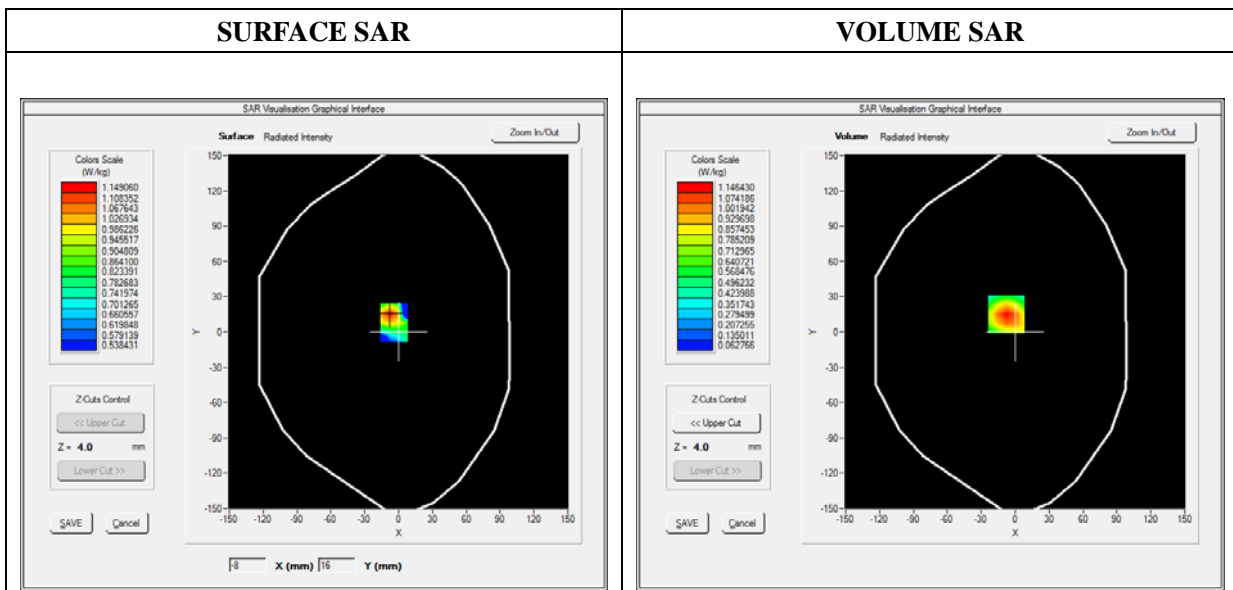 SURFACE SAR
VOLUME SAR
SAR Visualisation Graphical Interface
Surface Radiated Intensity
Zoom In/Out
Colors Scale
(W/kg)
1.149060
1.108352
1.067643
1.026934
0.986226
0.945517
0.904809
0.864100
0.823391
0.782683
0.741974
0.701265
0.660557
0.619848
0.579139
0.538431
150
120
90
60
30
0
-30
-60
-90
-120
-150
Y
-150 -120 -90 -60 -30 0 30 60 90 120 150
X
Z-Cuts Control
<< Upper Cut
Z = 4.0 mm
Lower Cut >>
SAVE Cancel
-8 X (mm) 16 Y (mm)
SAR Visualisation Graphical Interface
Volume Radiated Intensity
Zoom In/Out
Colors Scale
(W/kg)
1.146430
1.074186
1.001942
0.929698
0.857453
0.785209
0.712965
0.640721
0.568476
0.496232
0.423988
0.351743
0.279499
0.207255
0.135011
0.062766
150
120
90
60
30
0
-30
-60
-90
-120
-150
Y
-150 -120 -90 -60 -30 0 30 60 90 120 150
X
Z-Cuts Control
<< Upper Cut
Z = 4.0 mm
Lower Cut >>
SAVE Cancel